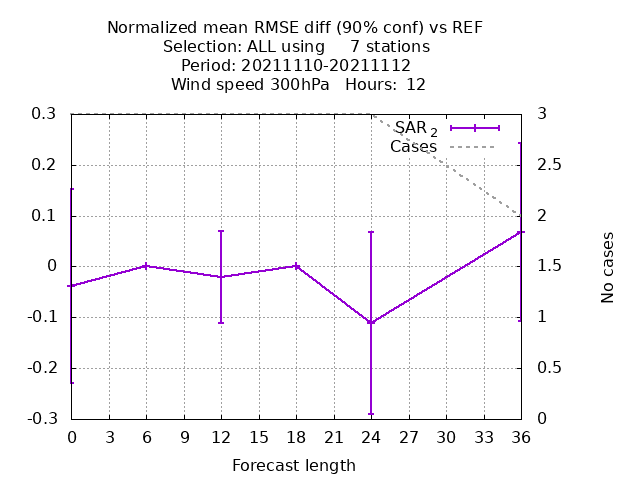 Normalized mean RMSE diff (90% conf) vs REF
Selection: ALL using     7 stations
Period: 20211110-20211112
Wind speed 300hPa   Hours:  12
0.3
0.2
0.1
0
-0.1
-0.2
-0.3
SAR 2
Cases
3
2.5
2
1.5
1
0.5
0
No cases
0 3 6 9 12 15 18 21 24 27 30 33 36
Forecast length